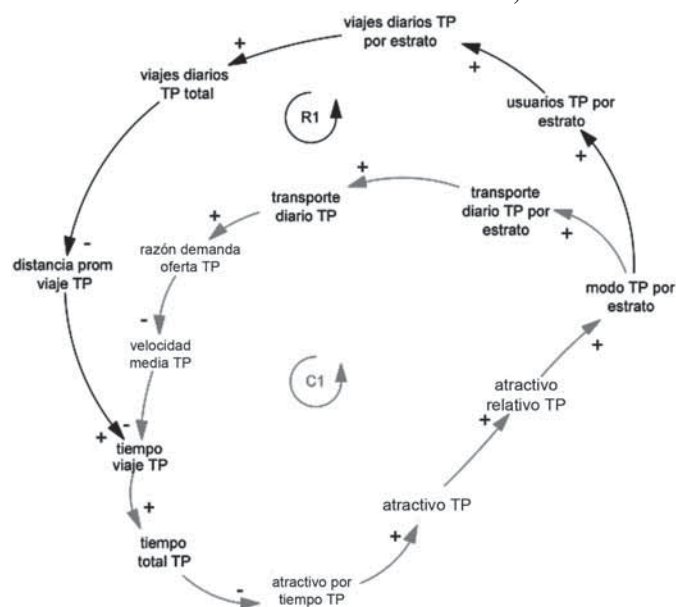 viajes diarios TP
por estrato
+
+
viajes diarios
TP total
usuarios TP por
estrato
R1
+
+
transporte
diario TP
transporte
diario TP por
estrato
+
+
-
razón demanda
oferta TP
distancia prom
viaje TP
modo TP por
estrato
-
velocidad
media TP
C1
+
atractivo
relativo TP
+
-
+
tiempo
viaje TP
+
atractivo TP
+
tiempo
total TP
-
atractivo por
tiempo TP